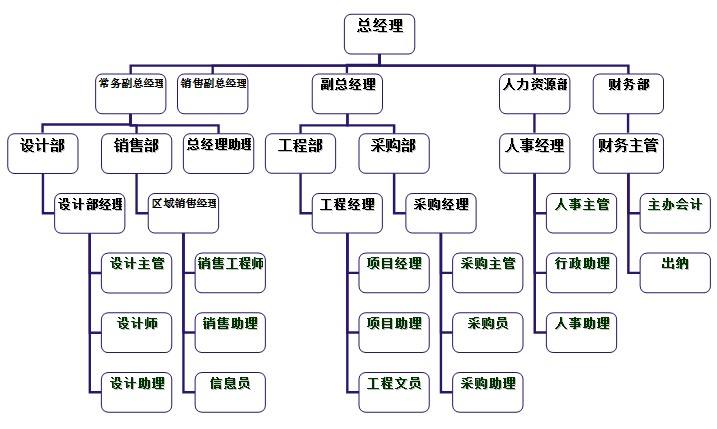 总经理
常务副总经理
销售副总经理
副总经理
人力资源部
财务部
设计部
销售部
总经理助理
工程部
采购部
人事经理
财务主管
设计部经理
区域销售经理
工程经理
采购经理
人事主管
主办会计
设计主管
销售工程师
项目经理
采购主管
行政助理
出纳
设计师
销售助理
项目助理
采购员
人事助理
设计助理
信息员
工程文员
采购助理